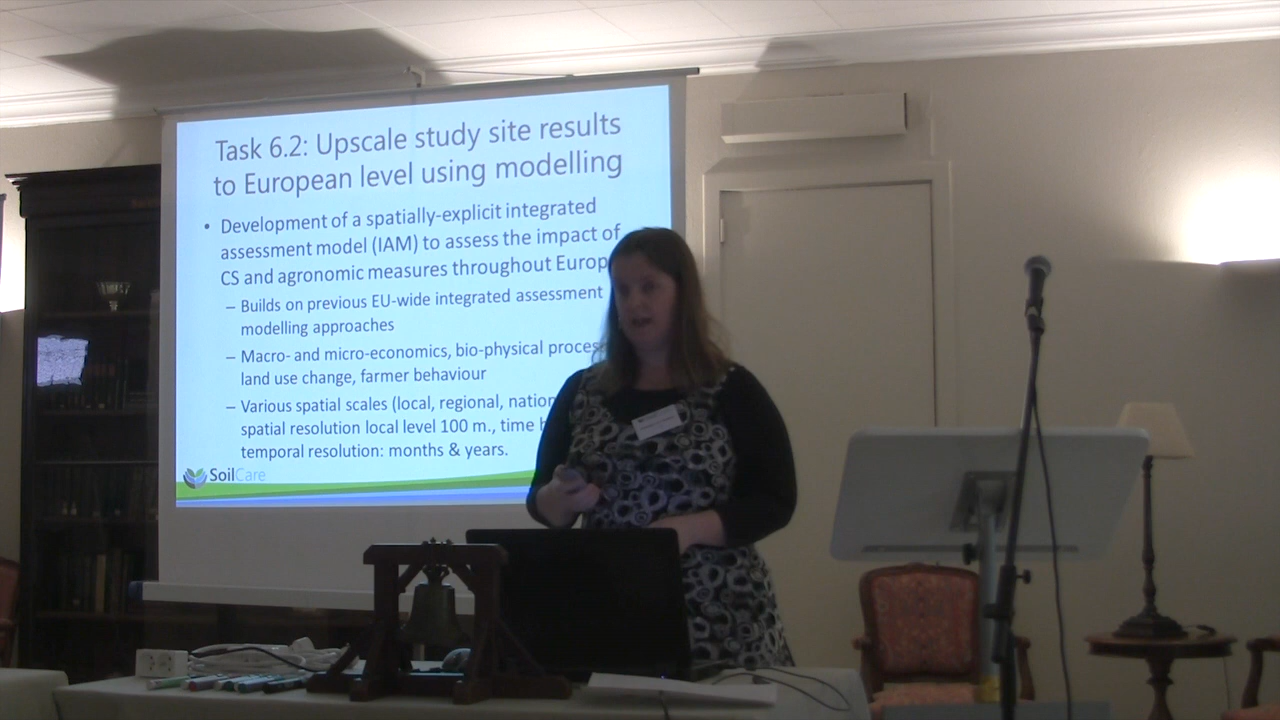 Task 6.2: Upscale study site results
to European level using modelling
• Development of a spatially-explicit integrated
assessment model (IAM) to assess the impact of
CS and agronomic measures throughout Europ
– Builds on previous EU-wide integrated assessment
modelling approaches
– Macro- and micro-economics, bio-physical proces
land use change, farmer behaviour
– Various spatial scales (local, regional, nation
spatial resolution local level 100 m., time
temporal resolution: months & years.
SoilCare